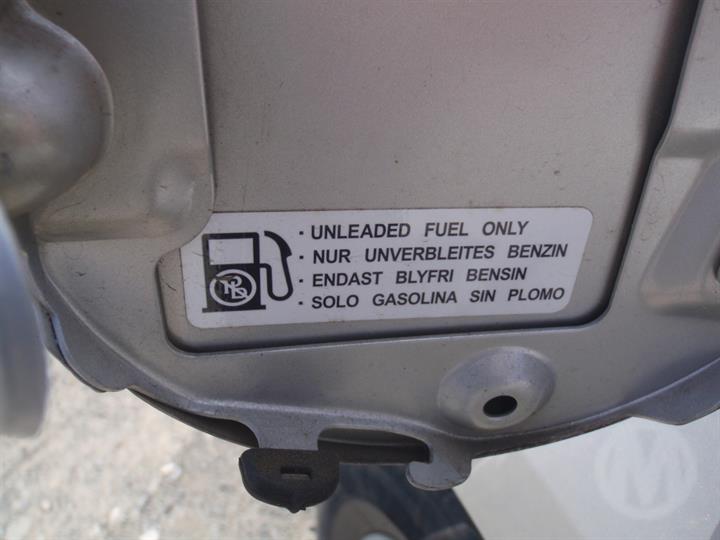 · UNLEADED FUEL ONLY
· NUR UNVERBLEITES BENZIN
· ENDAST BLYFRI BENSIN
· SOLO GASOLINA SIN PLOMO
M